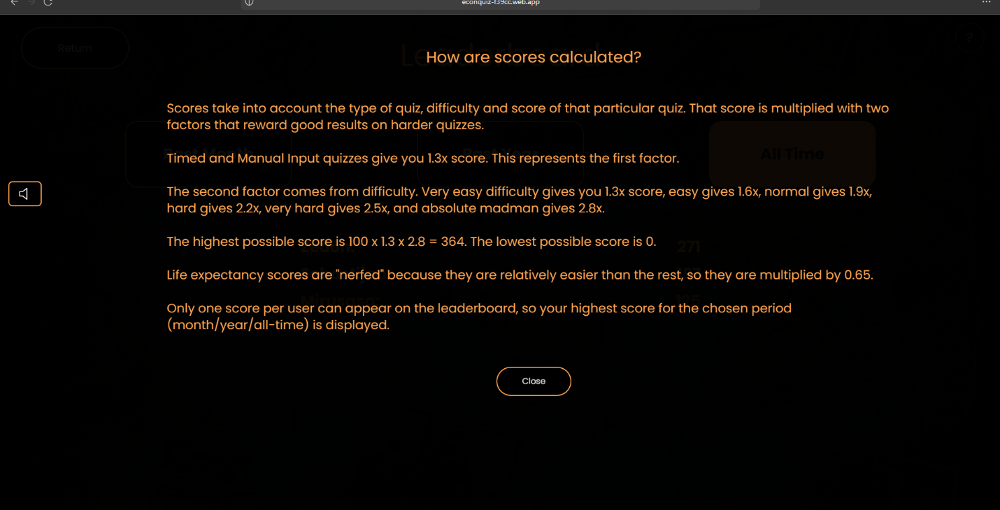 econquiz-f39cc.web.app
Return
?
How are scores calculated?
Scores take into account the type of quiz, difficulty and score of that particular quiz. That score is multiplied with two
factors that reward good results on harder quizzes.
Timed and Manual Input quizzes give you 1.3x score. This represents the first factor.
All Time
The second factor comes from difficulty. Very easy difficulty gives you 1.3x score, easy gives 1.6x, normal gives 1.9x,
hard gives 2.2x, very hard gives 2.5x, and absolute madman gives 2.8x.
The highest possible score is 100 x 1.3 x 2.8 = 364. The lowest possible score is 0.
271
Life expectancy scores are "nerfed" because they are relatively easier than the rest, so they are multiplied by 0.65.
Only one score per user can appear on the leaderboard, so your highest score for the chosen period
(month/year/all-time) is displayed.
Close